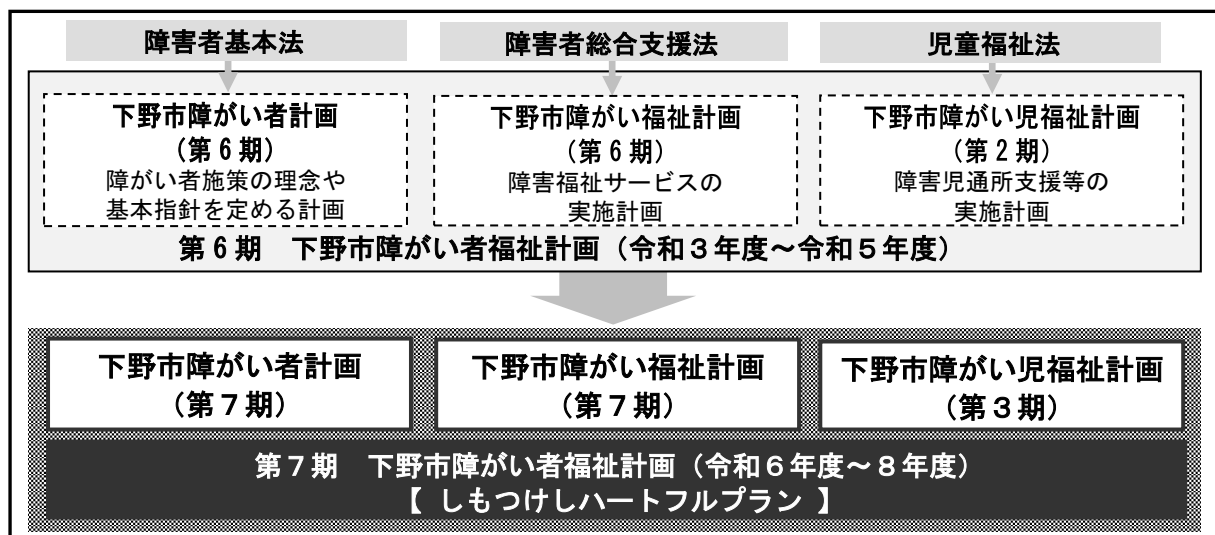 障害者基本法
障害者総合支援法
児童福祉法
下野市障がい者計画
（第６期）
障がい者施策の理念や
基本指針を定める計画
下野市障がい福祉計画
（第６期）
障害福祉サービスの
実施計画
下野市障がい児福祉計画
（第２期）
障害児通所支援等の
実施計画
第６期　下野市障がい者福祉計画（令和３年度～令和５年度）
下野市障がい者計画
（第７期）
下野市障がい福祉計画
（第７期）
下野市障がい児福祉計画
（第３期）
第７期　下野市障がい者福祉計画（令和６年度～８年度）
【 しもつけしハートフルプラン 】